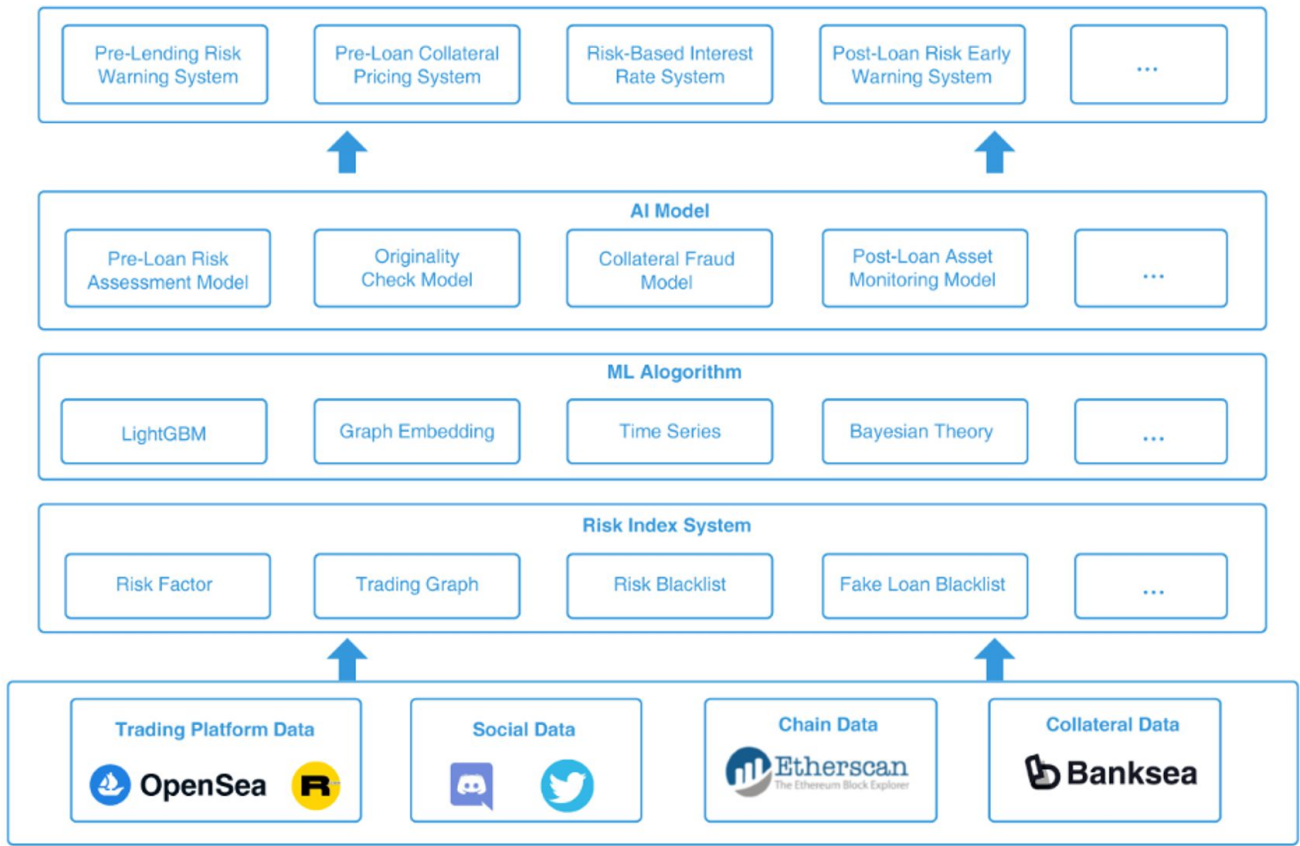 Pre-Lending Risk
Warning System
Pre-Loan Collateral
Pricing System
Risk-Based Interest
Rate System
Post-Loan Risk Early
Warning System
...
AI Model
Pre-Loan Risk
Assessment Model
Originality
Check Model
Collateral Fraud
Model
Post-Loan Asset
Monitoring Model
...
ML Alogorithm
LightGBM
Graph Embedding
Time Series
Bayesian Theory
...
Risk Index System
Risk Factor
Trading Graph
Risk Blacklist
Fake Loan Blacklist
...
Trading Platform Data
OpenSea
R
Social Data
Chain Data
Etherscan
The Ethereum Block Explorer
Collateral Data
Banksea